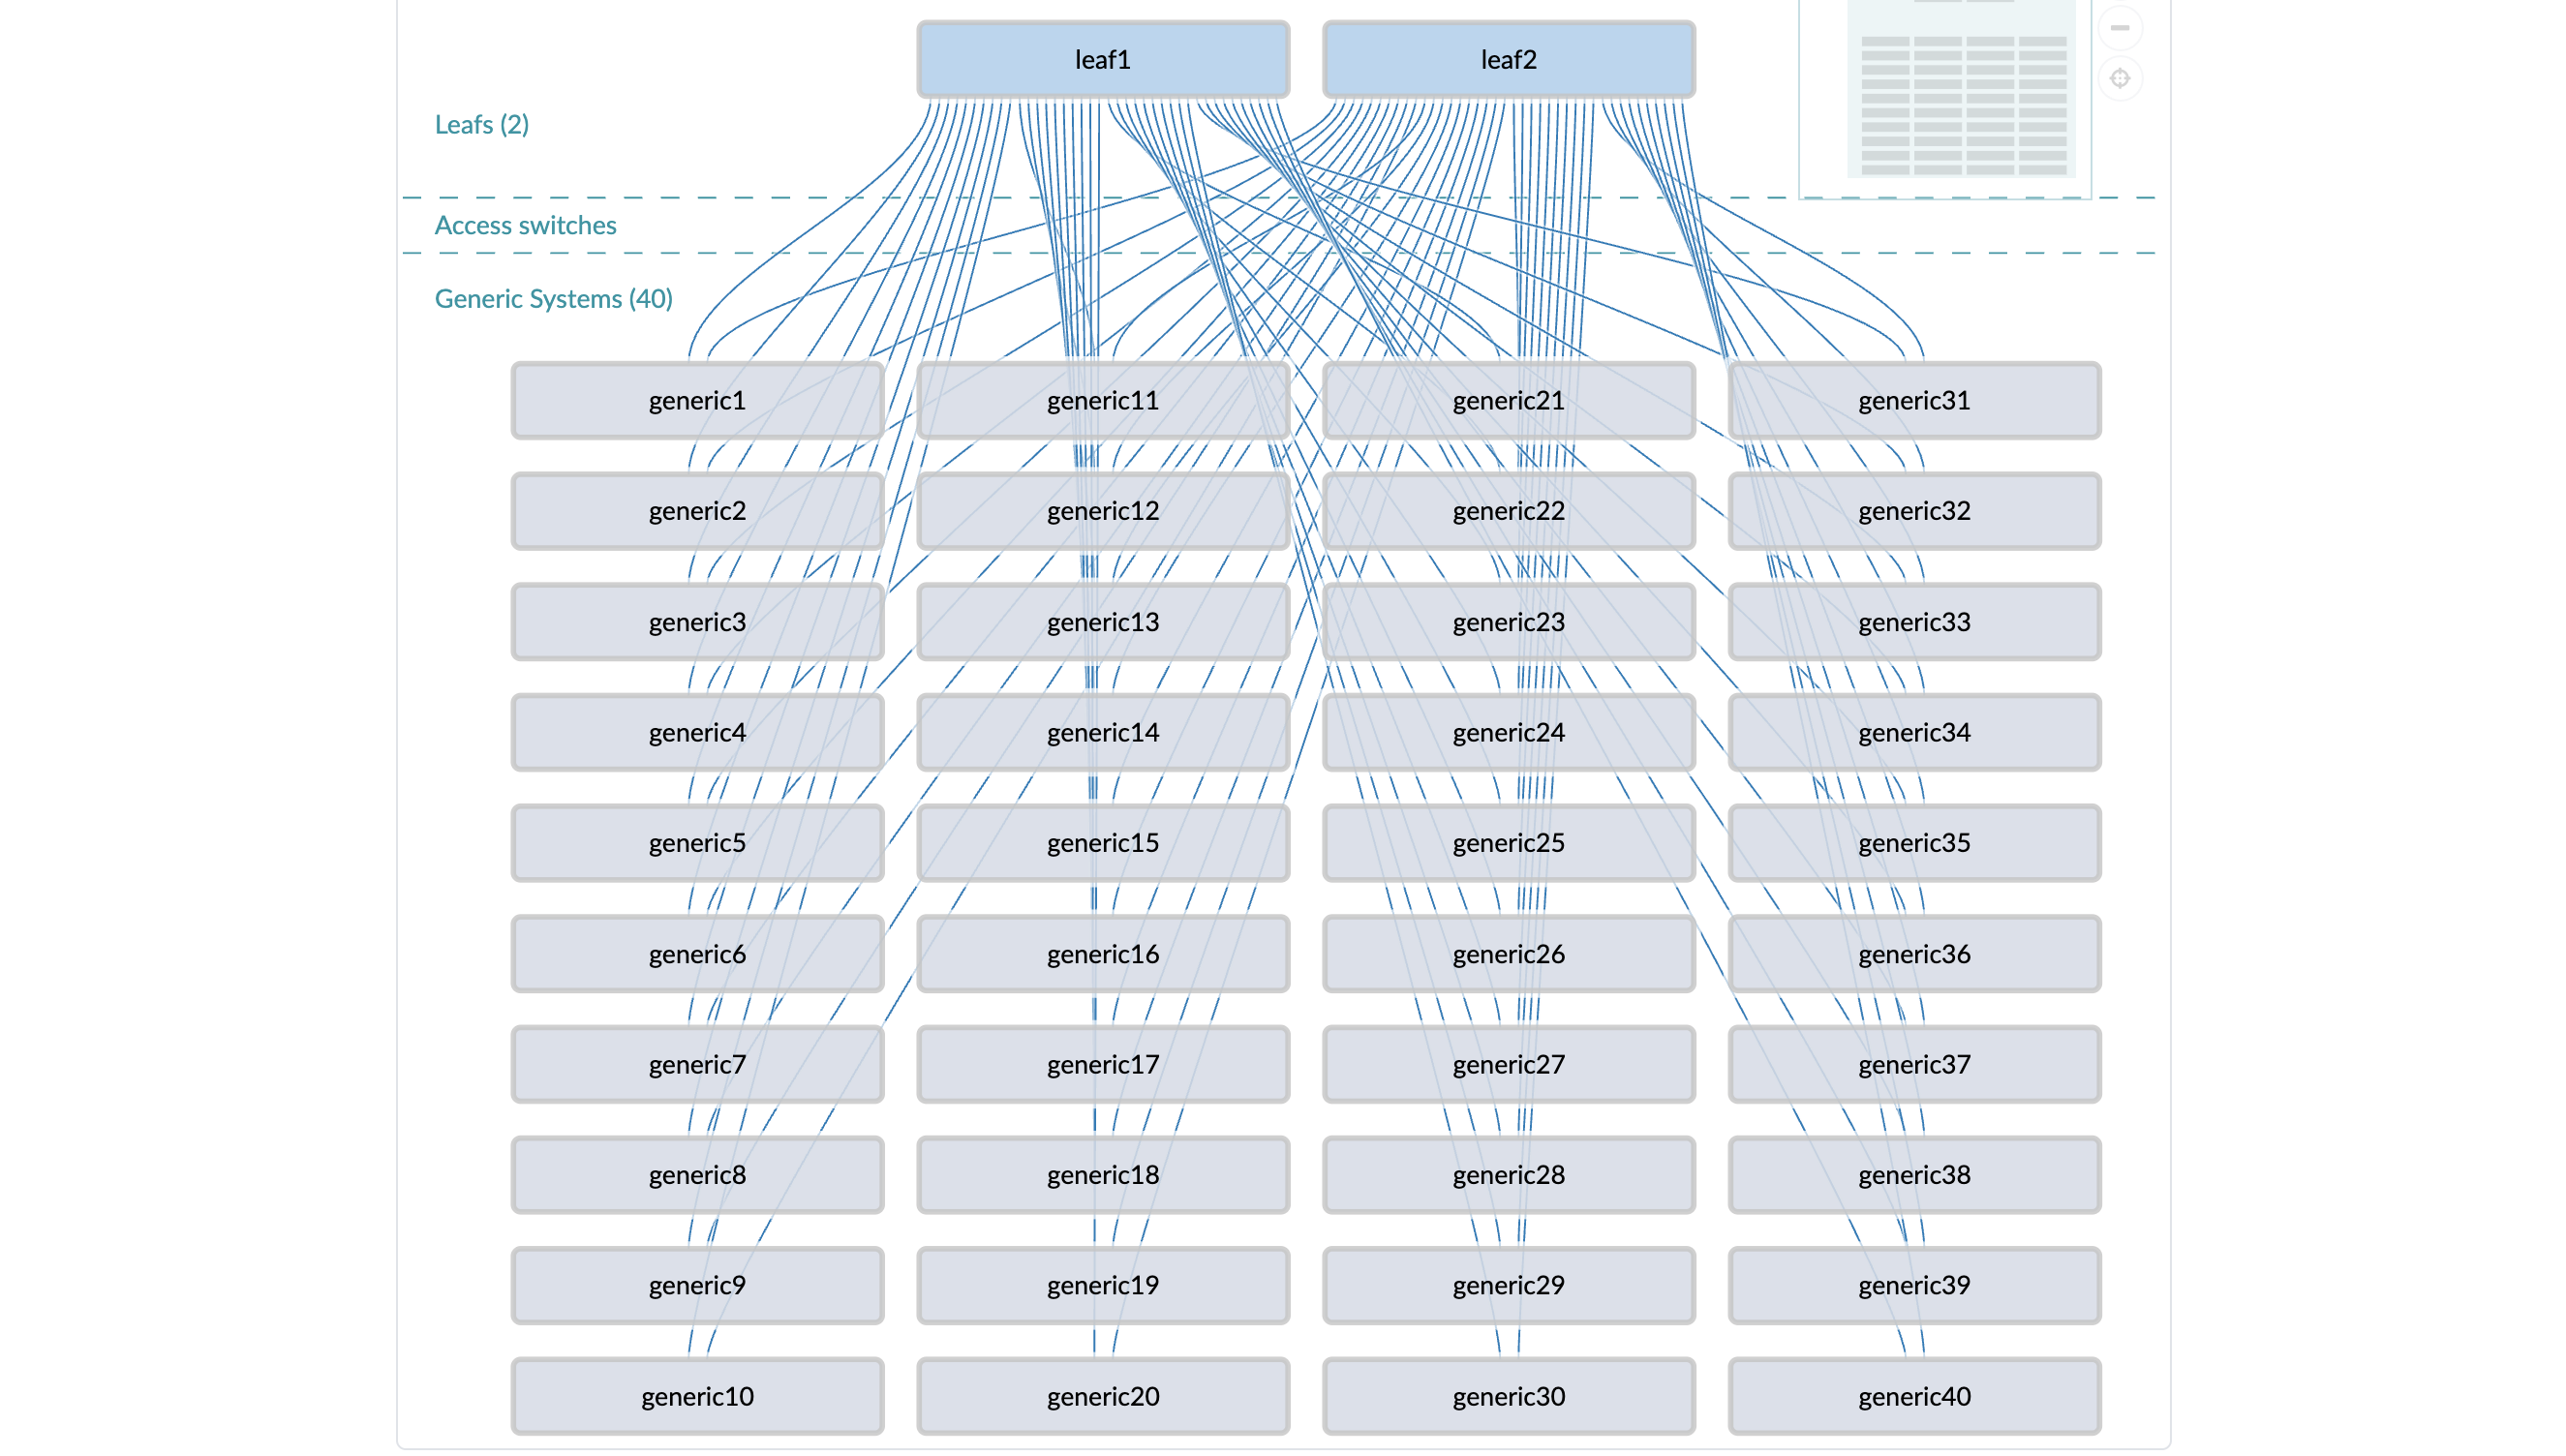 leaf1 leaf2
Leafs (2)
Access switches
Generic Systems (40)
generic1 generic11 generic21 generic31
generic2 generic12 generic22 generic32
generic3 generic13 generic23 generic33
generic4 generic14 generic24 generic34
generic5 generic15 generic25 generic35
generic6 generic16 generic26 generic36
generic7 generic17 generic27 generic37
generic8 generic18 generic28 generic38
generic9 generic19 generic29 generic39
generic10 generic20 generic30 generic40